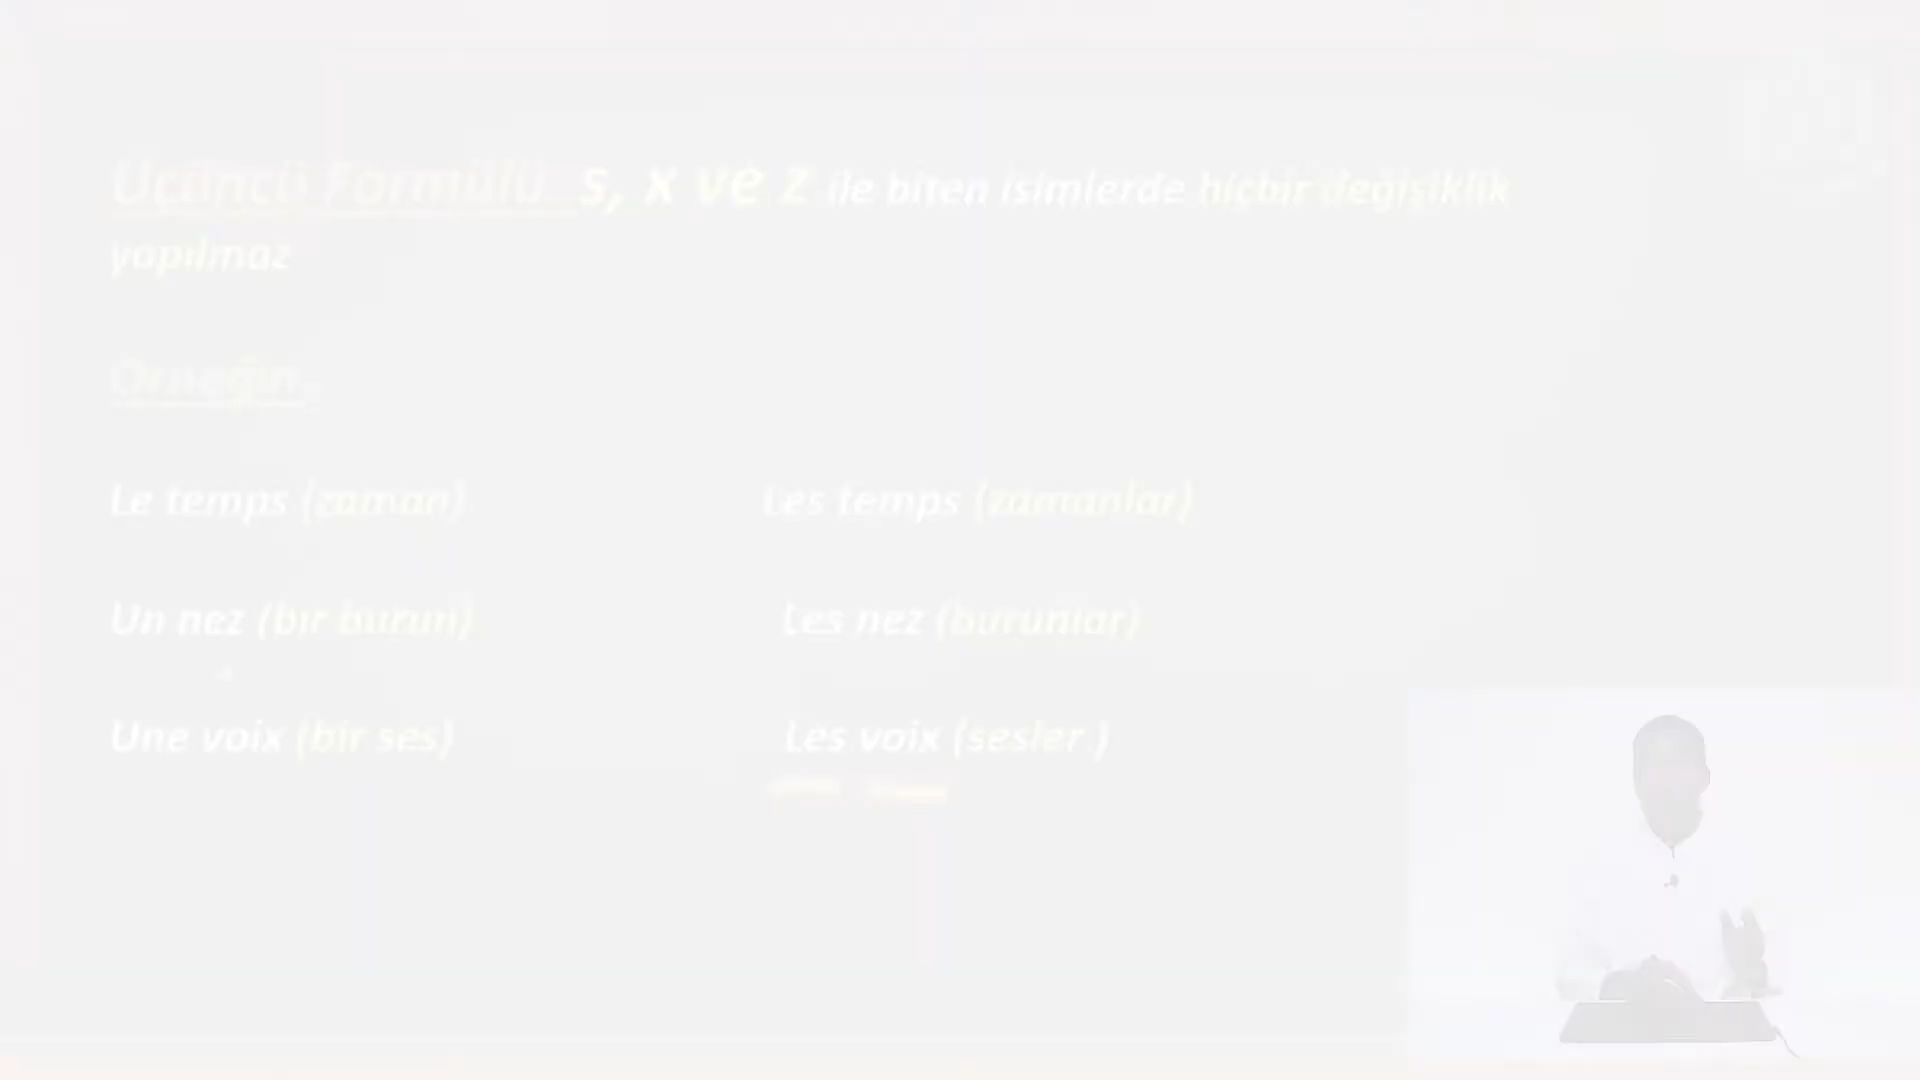 Üçüncü Formülü s, x ve z ile biten isimlerde hiçbir değişiklik
yapılmaz
Örneğin,
Le temps (zaman) Les temps (zamanlar)
Un nez (bir burun) Les nez (burunlar)
Une voix (bir ses) Les voix (sesler )